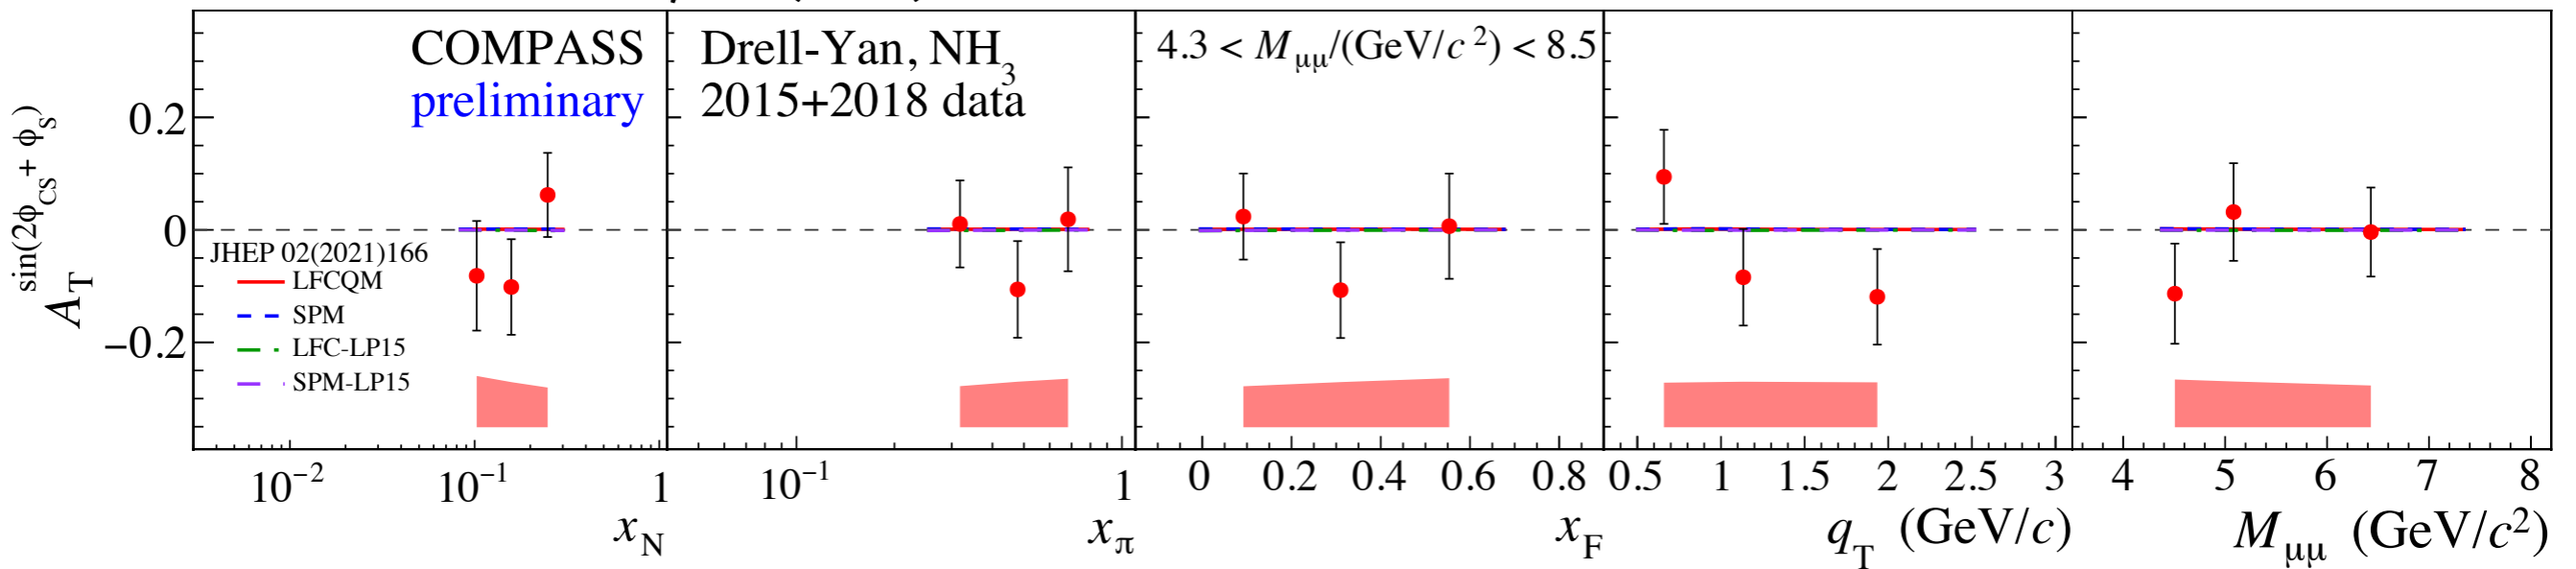 COMPASS
preliminary
Drell-Yan, NH3
2015+2018 data
4.3 < Mμμ/(GeV/c 2) < 8.5
A_T^sin(2ϕCS + ϕS)
0.2
0
−0.2
JHEP 02(2021)166
LFCQM
SPM
LFC-LP15
SPM-LP15
10−2 10−1 1
xN
10−1 1
xπ
0 0.2 0.4 0.6 0.8
xF
0.5 1 1.5 2 2.5 3
qT (GeV/c)
4 5 6 7 8
Mμμ (GeV/c2)